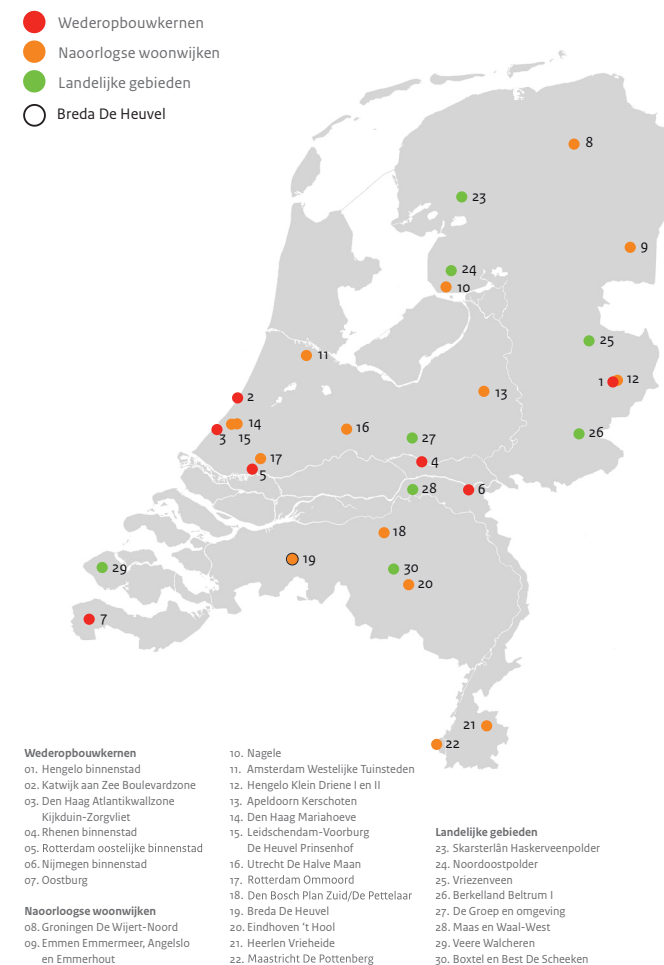 Wederopbouwkernen
Naoorlogse woonwijken
Landelijke gebieden
Breda De Heuvel
8
23
9
24
10
25
11
1 12
13
2
14
3 15
16
26
27
17
4
5
28
6
18
19
30
29
20
7
21
22
Wederopbouwkernen
01. Hengelo binnenstad
02. Katwijk aan Zee Boulevardzone
03. Den Haag Atlantikwallzone
Kijkduin-Zorgvliet
04. Rhenen binnenstad
05. Rotterdam oostelijke binnenstad
06. Nijmegen binnenstad
07. Oostburg
Naoorloogse woonwijken
08. Groningen De Wijert-Noord
09. Emmen Emmermeer, Angelslo
en Emmerhout
10. Nagele
11. Amsterdam Westelijke Tuinsteden
12. Hengelo Klein Driene I en II
13. Apeldoorn Kerschoten
14. Den Haag Mariahoeve
15. Leidschendam-Voorburg
De Heuvel Prinsenhof
16. Utrecht De Halve Maan
17. Rotterdam Ommoord
18. Den Bosch Plan Zuid/De Pettelaar
19. Breda De Heuvel
20. Eindhoven ‘t Hool
21. Heerlen Vrieheide
22. Maastricht De Pottenberg
Landelijke gebieden
23. Skarsterlân Haskerveenpolder
24. Noordoostpolder
25. Vriezenveen
26. Berkelland Beltrum I
27. De Groep en omgeving
28. Maas en Waal-West
29. Veere Walcheren
30. Boxtel en Best De Scheeken